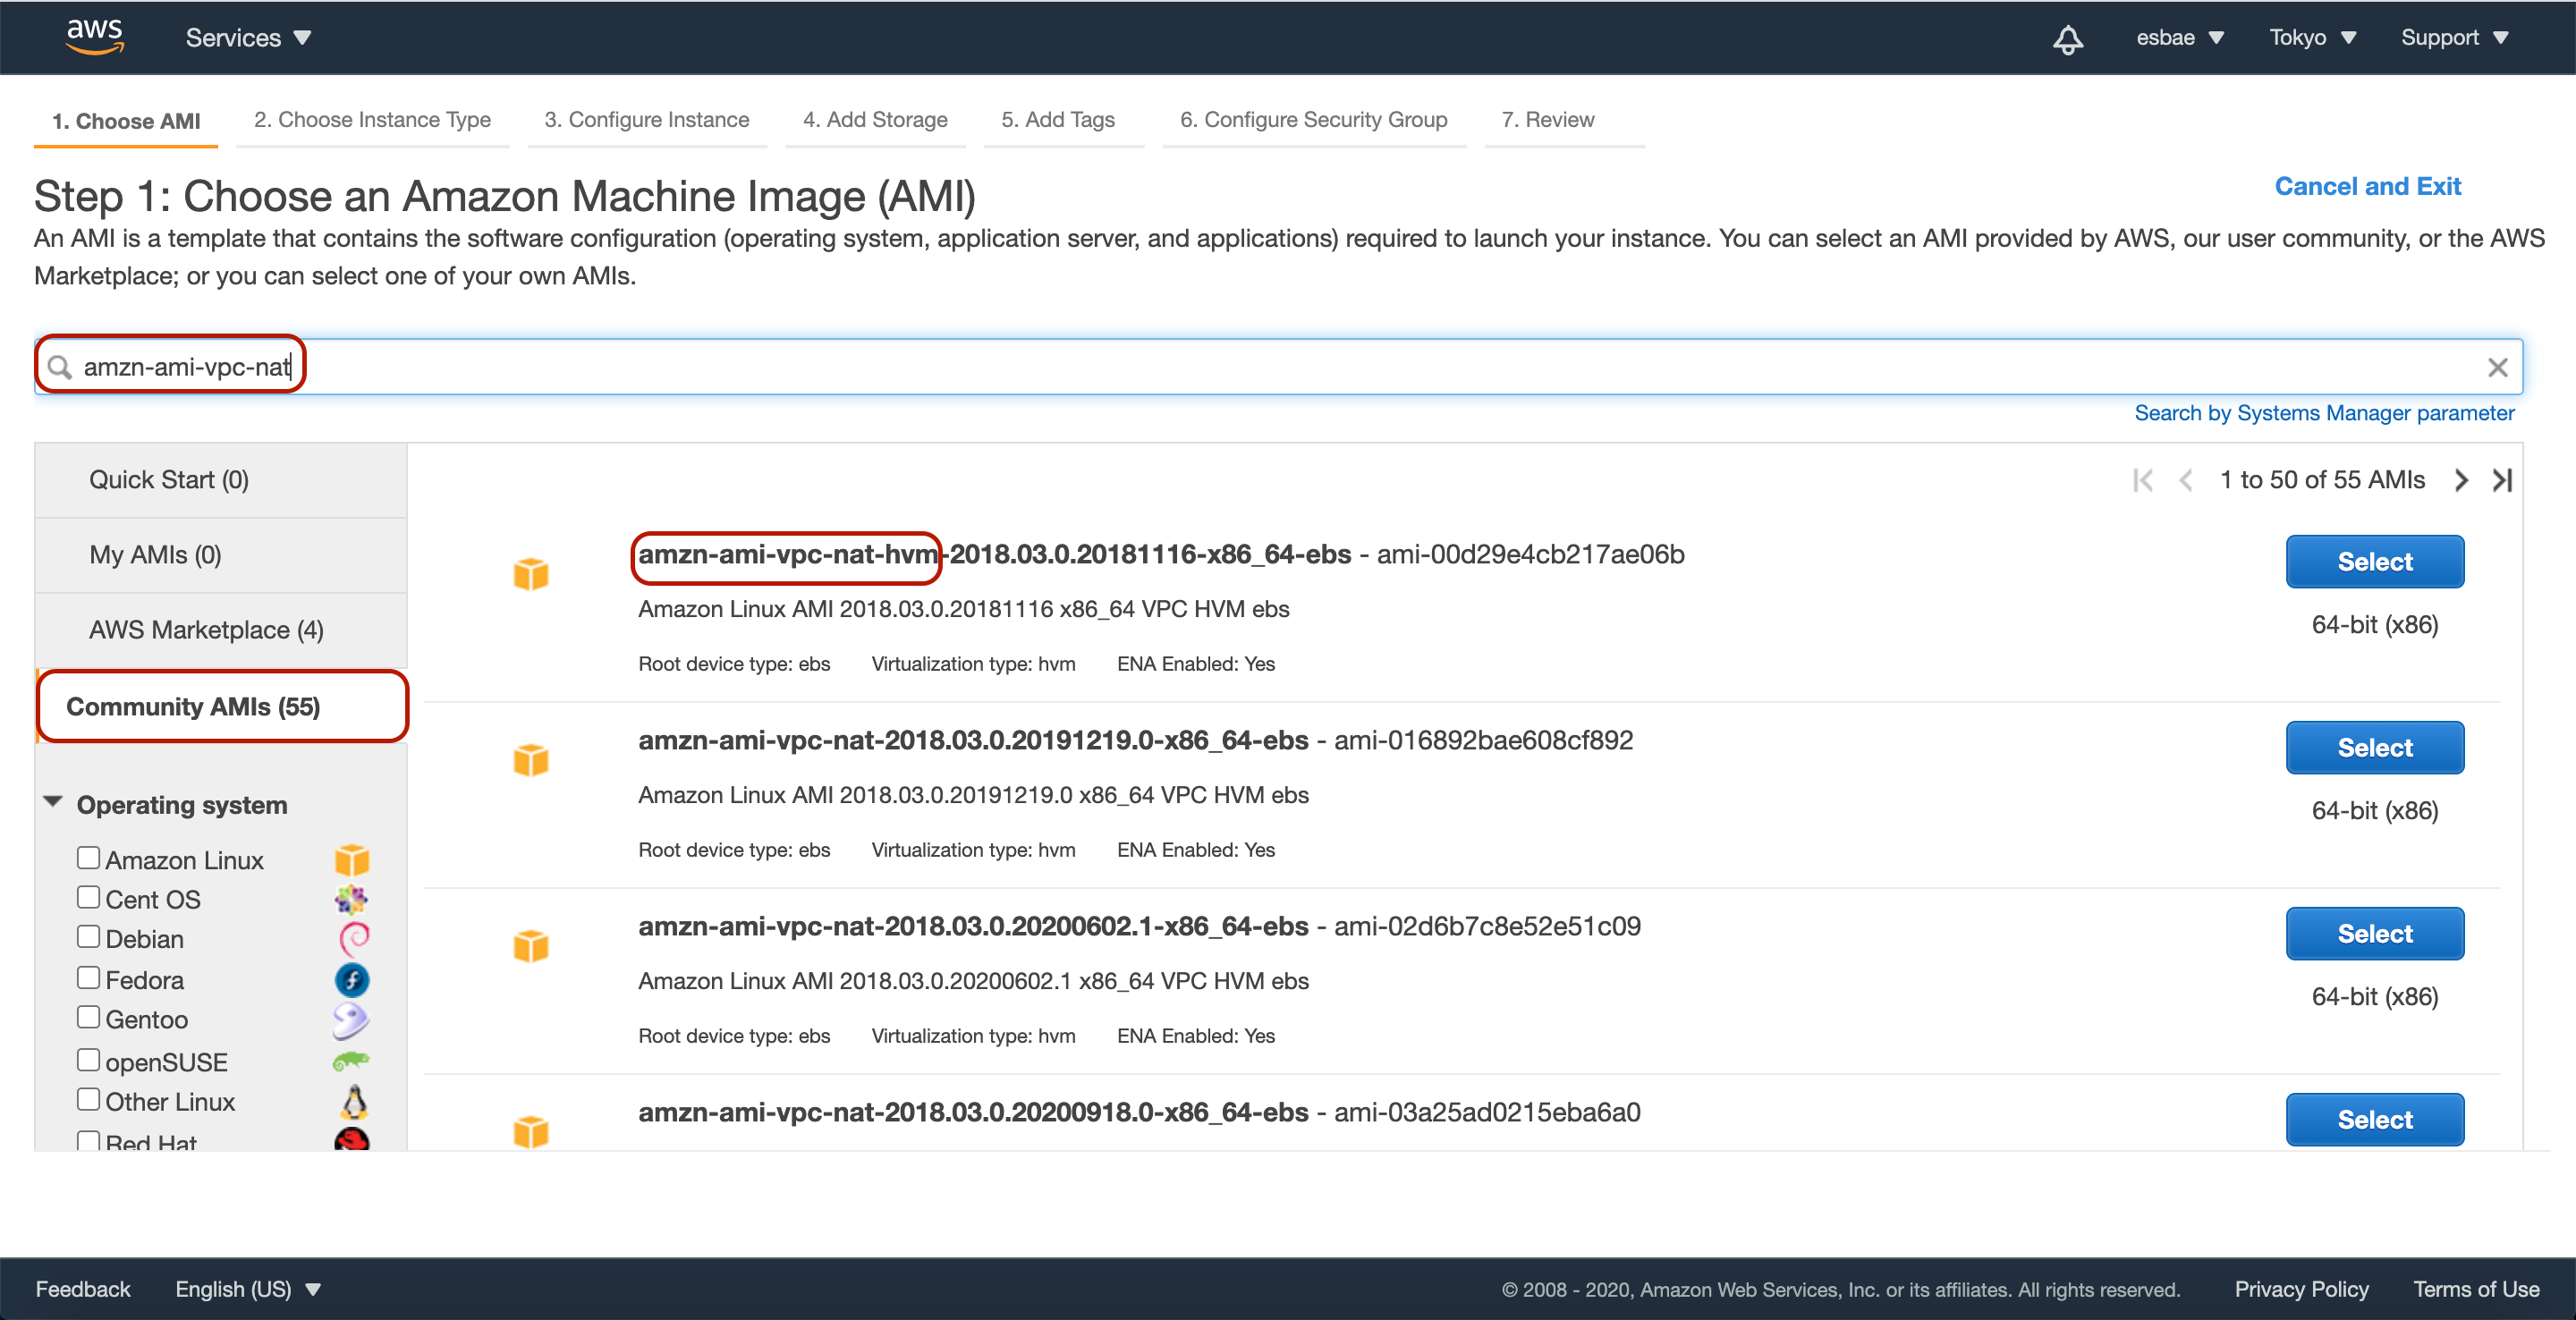 aws Services esbae Tokyo Support
1. Choose AMI 2. Choose Instance Type 3. Configure Instance 4. Add Storage 5. Add Tags 6. Configure Security Group 7. Review
Step 1: Choose an Amazon Machine Image (AMI)
Cancel and Exit
An AMI is a template that contains the software configuration (operating system, application server, and applications) required to launch your instance. You can select an AMI provided by AWS, our user community, or the AWS
Marketplace; or you can select one of your own AMIs.
amzn-ami-vpc-nat
Search by Systems Manager parameter
Quick Start (0)
My AMIs (0)
AWS Marketplace (4)
Community AMIs (55)
Operating system
Amazon Linux
Cent OS
Debian
Fedora
Gentoo
openSUSE
Other Linux
Red Hat
1 to 50 of 55 AMIs
amzn-ami-vpc-nat-hvm-2018.03.0.20181116-x86_64-ebs - ami-00d29e4cb217ae06b
Select
Amazon Linux AMI 2018.03.0.20181116 x86_64 VPC HVM ebs
64-bit (x86)
Root device type: ebs Virtualization type: hvm ENA Enabled: Yes
amzn-ami-vpc-nat-2018.03.0.20191219.0-x86_64-ebs - ami-016892bae608cf892
Select
Amazon Linux AMI 2018.03.0.20191219.0 x86_64 VPC HVM ebs
64-bit (x86)
Root device type: ebs Virtualization type: hvm ENA Enabled: Yes
amzn-ami-vpc-nat-2018.03.0.20200602.1-x86_64-ebs - ami-02d6b7c8e52e51c09
Select
Amazon Linux AMI 2018.03.0.20200602.1 x86_64 VPC HVM ebs
64-bit (x86)
Root device type: ebs Virtualization type: hvm ENA Enabled: Yes
amzn-ami-vpc-nat-2018.03.0.20200918.0-x86_64-ebs - ami-03a25ad0215eba6a0
Select
Feedback English (US) © 2008 - 2020, Amazon Web Services, Inc. or its affiliates. All rights reserved. Privacy Policy Terms of Use